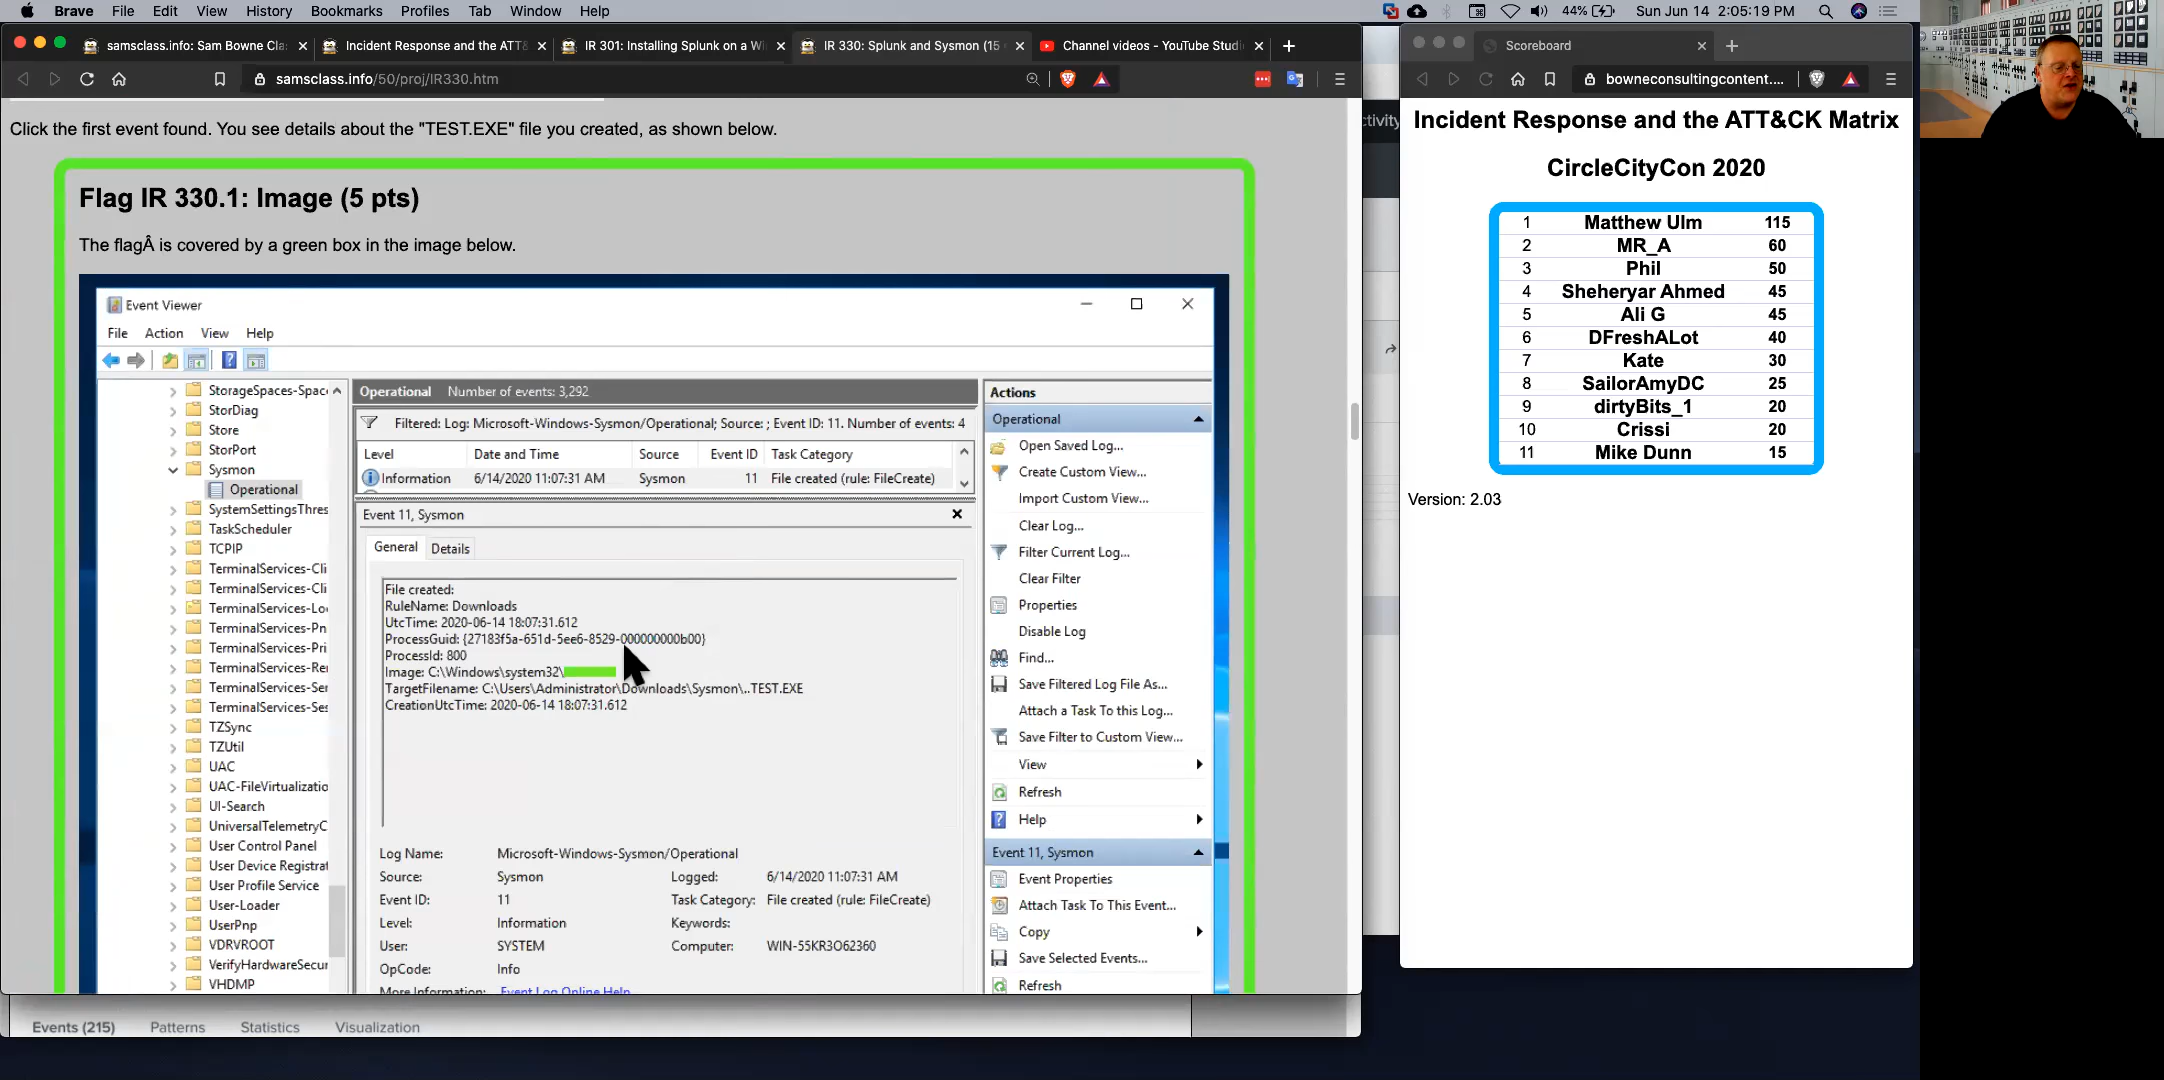 Brave File Edit View History Bookmarks Profiles Tab Window Help
44% Sun Jun 14 2:05:19 PM
samsclass.info: Sam Bowne Cla
Incident Response and the ATT&
IR 301: Installing Splunk on a Wi
IR 330: Splunk and Sysmon (15
Channel videos - YouTube Studi
samsclass.info/50/proj/IR330.htm
Click the first event found. You see details about the "TEST.EXE" file you created, as shown below.
Flag IR 330.1: Image (5 pts)
The flagÂ is covered by a green box in the image below.
Event Viewer
File Action View Help
StorageSpaces-Space
StorDiag
Store
StorPort
Sysmon
Operational
SystemSettingsThres
TaskScheduler
TCPIP
TerminalServices-Cli
TerminalServices-Cli
TerminalServices-Lo
TerminalServices-Pn
TerminalServices-Pri
TerminalServices-Re
TerminalServices-Ser
TerminalServices-Ses
TZSync
TZUtil
UAC
UAC-FileVirtualizatio
UI-Search
UniversalTelemetryC
User Control Panel
User Device Registrat
User Profile Service
User-Loader
UserPnp
VDRVROOT
VerifyHardwareSecur
VHDMP
Operational Number of events: 3,292
Filtered: Log: Microsoft-Windows-Sysmon/Operational; Source: ; Event ID: 11. Number of events: 4
Level Date and Time Source Event ID Task Category
Information 6/14/2020 11:07:31 AM Sysmon 11 File created (rule: FileCreate)
Event 11, Sysmon
General Details
File created:
RuleName: Downloads
UtcTime: 2020-06-14 18:07:31.612
ProcessGuid: {27183f5a-651d-5ee6-8529-000000000b00}
ProcessId: 800
Image: C:\Windows\system32\
TargetFilename: C:\Users\Administrator\Downloads\Sysmon\..TEST.EXE
CreationUtcTime: 2020-06-14 18:07:31.612
Log Name: Microsoft-Windows-Sysmon/Operational
Source: Sysmon Logged: 6/14/2020 11:07:31 AM
Event ID: 11 Task Category: File created (rule: FileCreate)
Level: Information Keywords:
User: SYSTEM Computer: WIN-55KR3O62360
OpCode: Info
More Information: Event Log Online Help
Actions
Operational
Open Saved Log...
Create Custom View...
Import Custom View...
Clear Log...
Filter Current Log...
Clear Filter
Properties
Disable Log
Find...
Save Filtered Log File As...
Attach a Task To this Log...
Save Filter to Custom View...
View
Refresh
Help
Event 11, Sysmon
Event Properties
Attach Task To This Event...
Copy
Save Selected Events...
Refresh
Events (215) Patterns Statistics Visualization
ctivity
Scoreboard
bowneconsultingcontent....
Incident Response and the ATT&CK Matrix
CircleCityCon 2020
1 Matthew Ulm 115
2 MR_A 60
3 Phil 50
4 Sheheryar Ahmed 45
5 Ali G 45
6 DFreshALot 40
7 Kate 30
8 SailorAmyDC 25
9 dirtyBits_1 20
10 Crissi 20
11 Mike Dunn 15
Version: 2.03